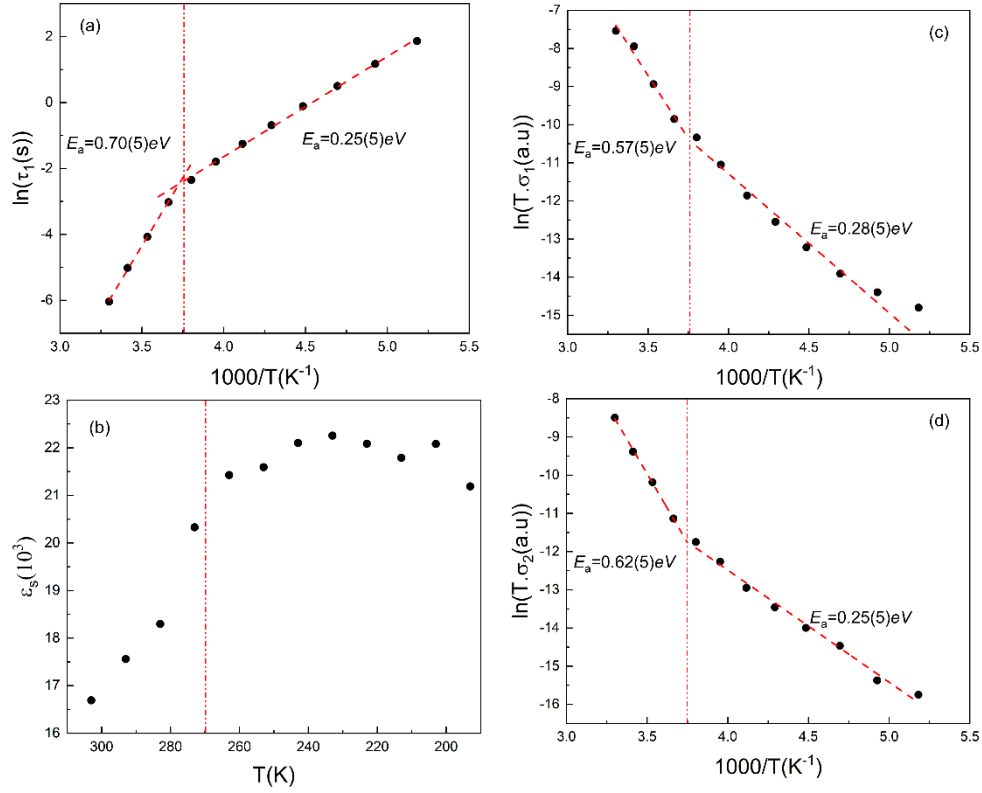 (a)
ln(τ₁(s))
2
0
-2
-4
-6
Eₐ=0.70(5)eV
Eₐ=0.25(5)eV
3.0 3.5 4.0 4.5 5.0 5.5
1000/T(K⁻¹)
(c)
ln(T.σ₁(a.u))
-7
-8
-9
-10
-11
-12
-13
-14
-15
Eₐ=0.57(5)eV
Eₐ=0.28(5)eV
3.0 3.5 4.0 4.5 5.0 5.5
1000/T(K⁻¹)
(b)
εₛ(10³)
23
22
21
20
19
18
17
16
300 280 260 240 220 200
T(K)
(d)
ln(T.σ₂(a.u))
-8
-9
-10
-11
-12
-13
-14
-15
-16
Eₐ=0.62(5)eV
Eₐ=0.25(5)eV
3.0 3.5 4.0 4.5 5.0 5.5
1000/T(K⁻¹)